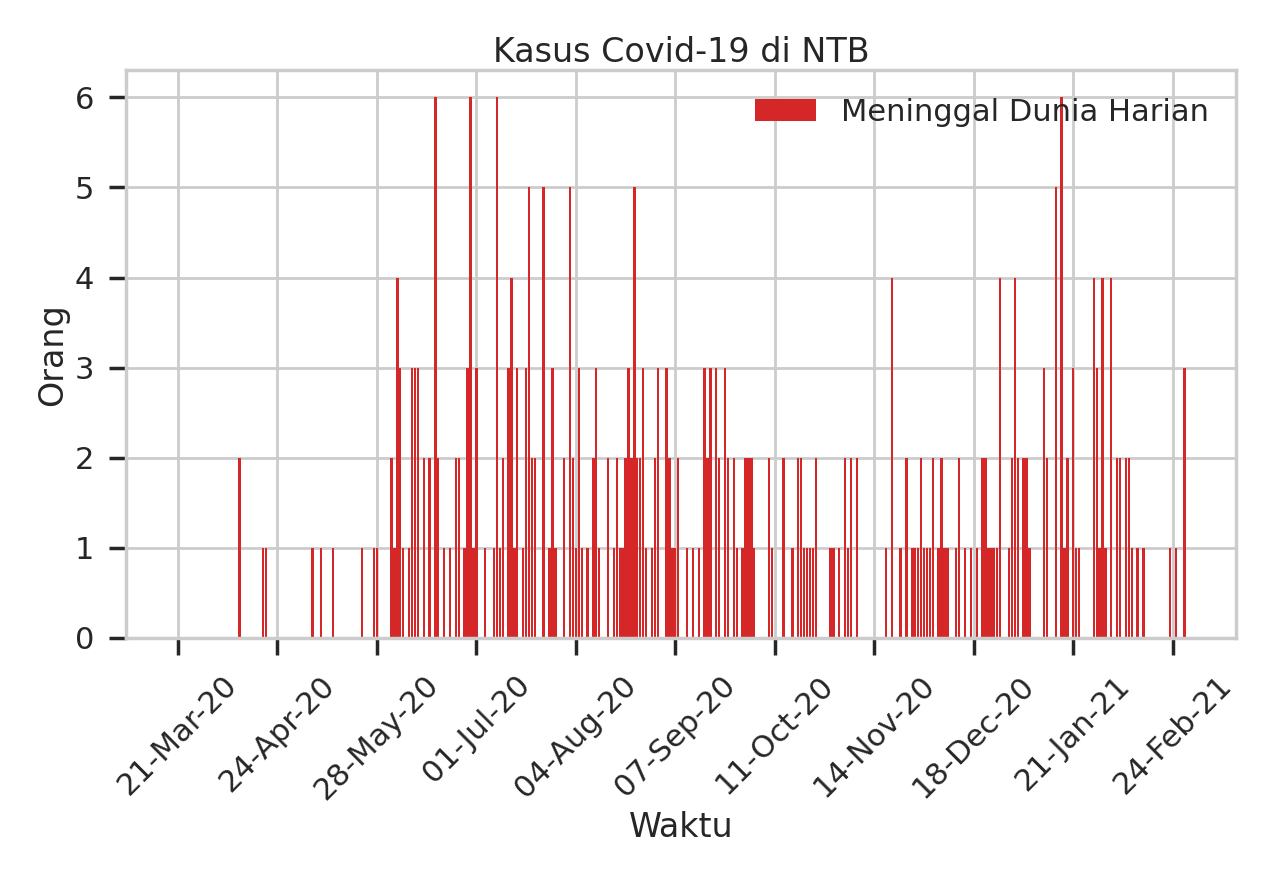 Kasus Covid-19 di NTB
Meninggal Dunia Harian
6
5
4
3
2
1
0
Orang
21-Mar-20
24-Apr-20
28-May-20
01-Jul-20
04-Aug-20
07-Sep-20
11-Oct-20
14-Nov-20
18-Dec-20
21-Jan-21
24-Feb-21
Waktu